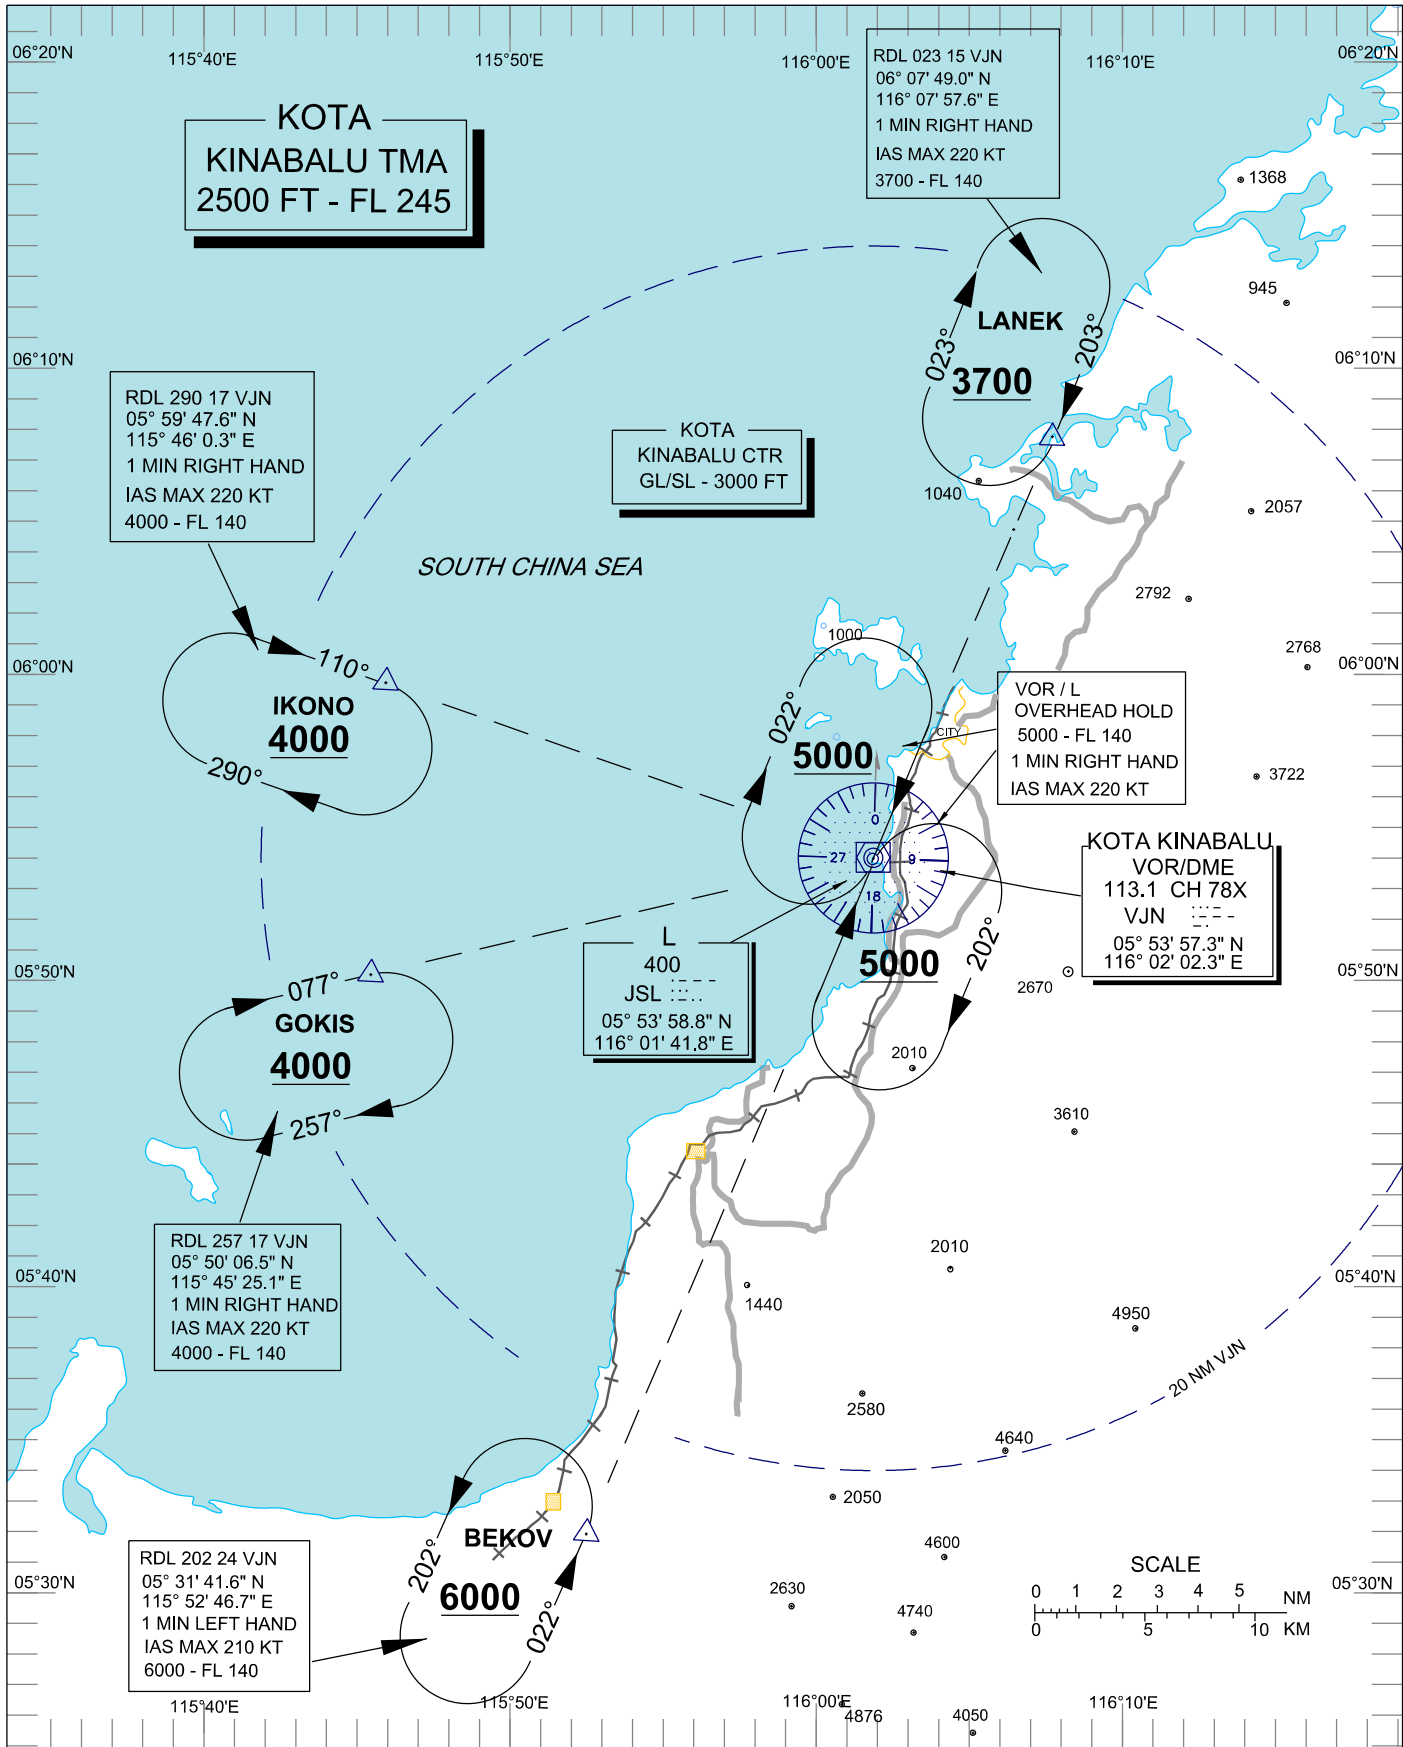 06°20'N
115°40'E
115°50'E
116°00'E
116°10'E
06°20'N
RDL 023 15 VJN
06° 07' 49.0" N
116° 07' 57.6" E
1 MIN RIGHT HAND
IAS MAX 220 KT
3700 - FL 140
KOTA
KINABALU TMA
2500 FT - FL 245
1368
945
LANEK
3700
023°
203°
06°10'N
06°10'N
RDL 290 17 VJN
05° 59' 47.6" N
115° 46' 0.3" E
1 MIN RIGHT HAND
IAS MAX 220 KT
4000 - FL 140
KOTA
KINABALU CTR
GL/SL - 3000 FT
1040
2057
SOUTH CHINA SEA
2792
1000
2768
06°00'N
06°00'N
110°
IKONO
4000
290°
022°
5000
CITY
VOR / L
OVERHEAD HOLD
5000 - FL 140
1 MIN RIGHT HAND
IAS MAX 220 KT
3722
0
27
9
18
KOTA KINABALU
VOR/DME
113.1 CH 78X
VJN
05° 53' 57.3" N
116° 02' 02.3" E
L
400
JSL
05° 53' 58.8" N
116° 01' 41.8" E
5000
202°
2670
05°50'N
05°50'N
077°
GOKIS
4000
257°
2010
3610
RDL 257 17 VJN
05° 50' 06.5" N
115° 45' 25.1" E
1 MIN RIGHT HAND
IAS MAX 220 KT
4000 - FL 140
2010
05°40'N
05°40'N
1440
4950
20 NM VJN
2580
4640
2050
BEKOV
6000
202°
022°
4600
RDL 202 24 VJN
05° 31' 41.6" N
115° 52' 46.7" E
1 MIN LEFT HAND
IAS MAX 210 KT
6000 - FL 140
05°30'N
05°30'N
2630
4740
SCALE
0 1 2 3 4 5 NM
0 5 10 KM
115°40'E
115°50'E
116°00'E
116°10'E
4876
4050